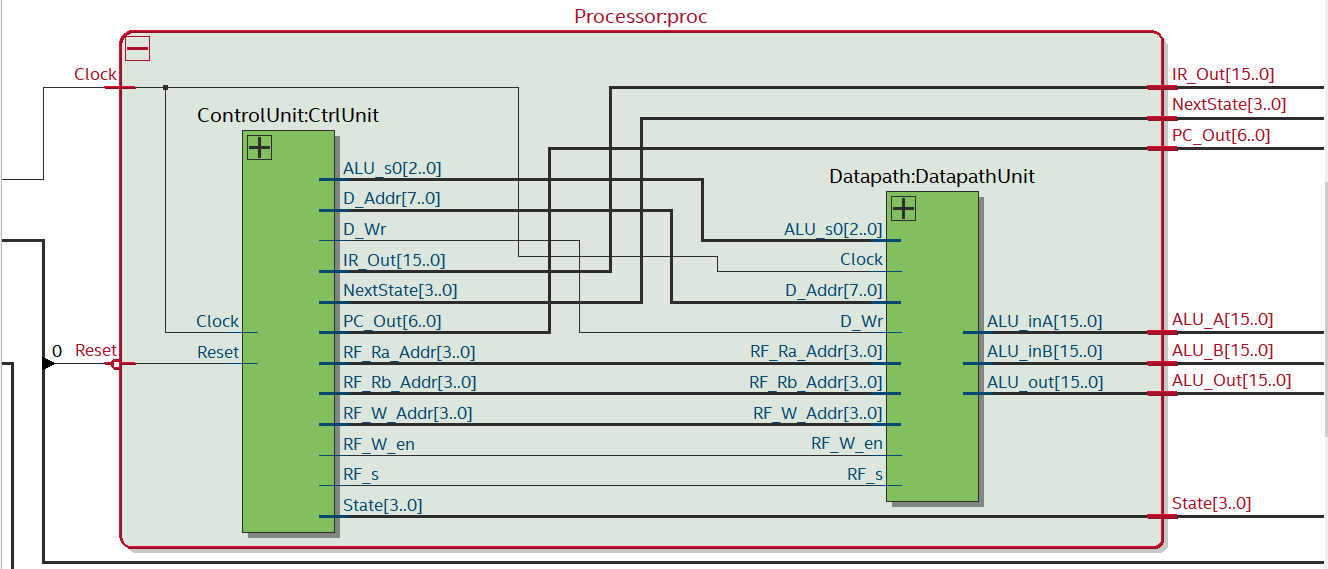 Processor:proc
Clock
IR_Out[15..0]
NextState[3..0]
PC_Out[6..0]
ControlUnit:CtrlUnit
ALU_s0[2..0]
D_Addr[7..0]
D_Wr
IR_Out[15..0]
NextState[3..0]
PC_Out[6..0]
RF_Ra_Addr[3..0]
RF_Rb_Addr[3..0]
RF_W_Addr[3..0]
RF_W_en
RF_s
State[3..0]
Clock
Reset
0
Reset
Datapath:DatapathUnit
ALU_s0[2..0]
Clock
D_Addr[7..0]
D_Wr
RF_Ra_Addr[3..0]
RF_Rb_Addr[3..0]
RF_W_Addr[3..0]
RF_W_en
RF_s
ALU_inA[15..0]
ALU_inB[15..0]
ALU_out[15..0]
ALU_A[15..0]
ALU_B[15..0]
ALU_Out[15..0]
State[3..0]